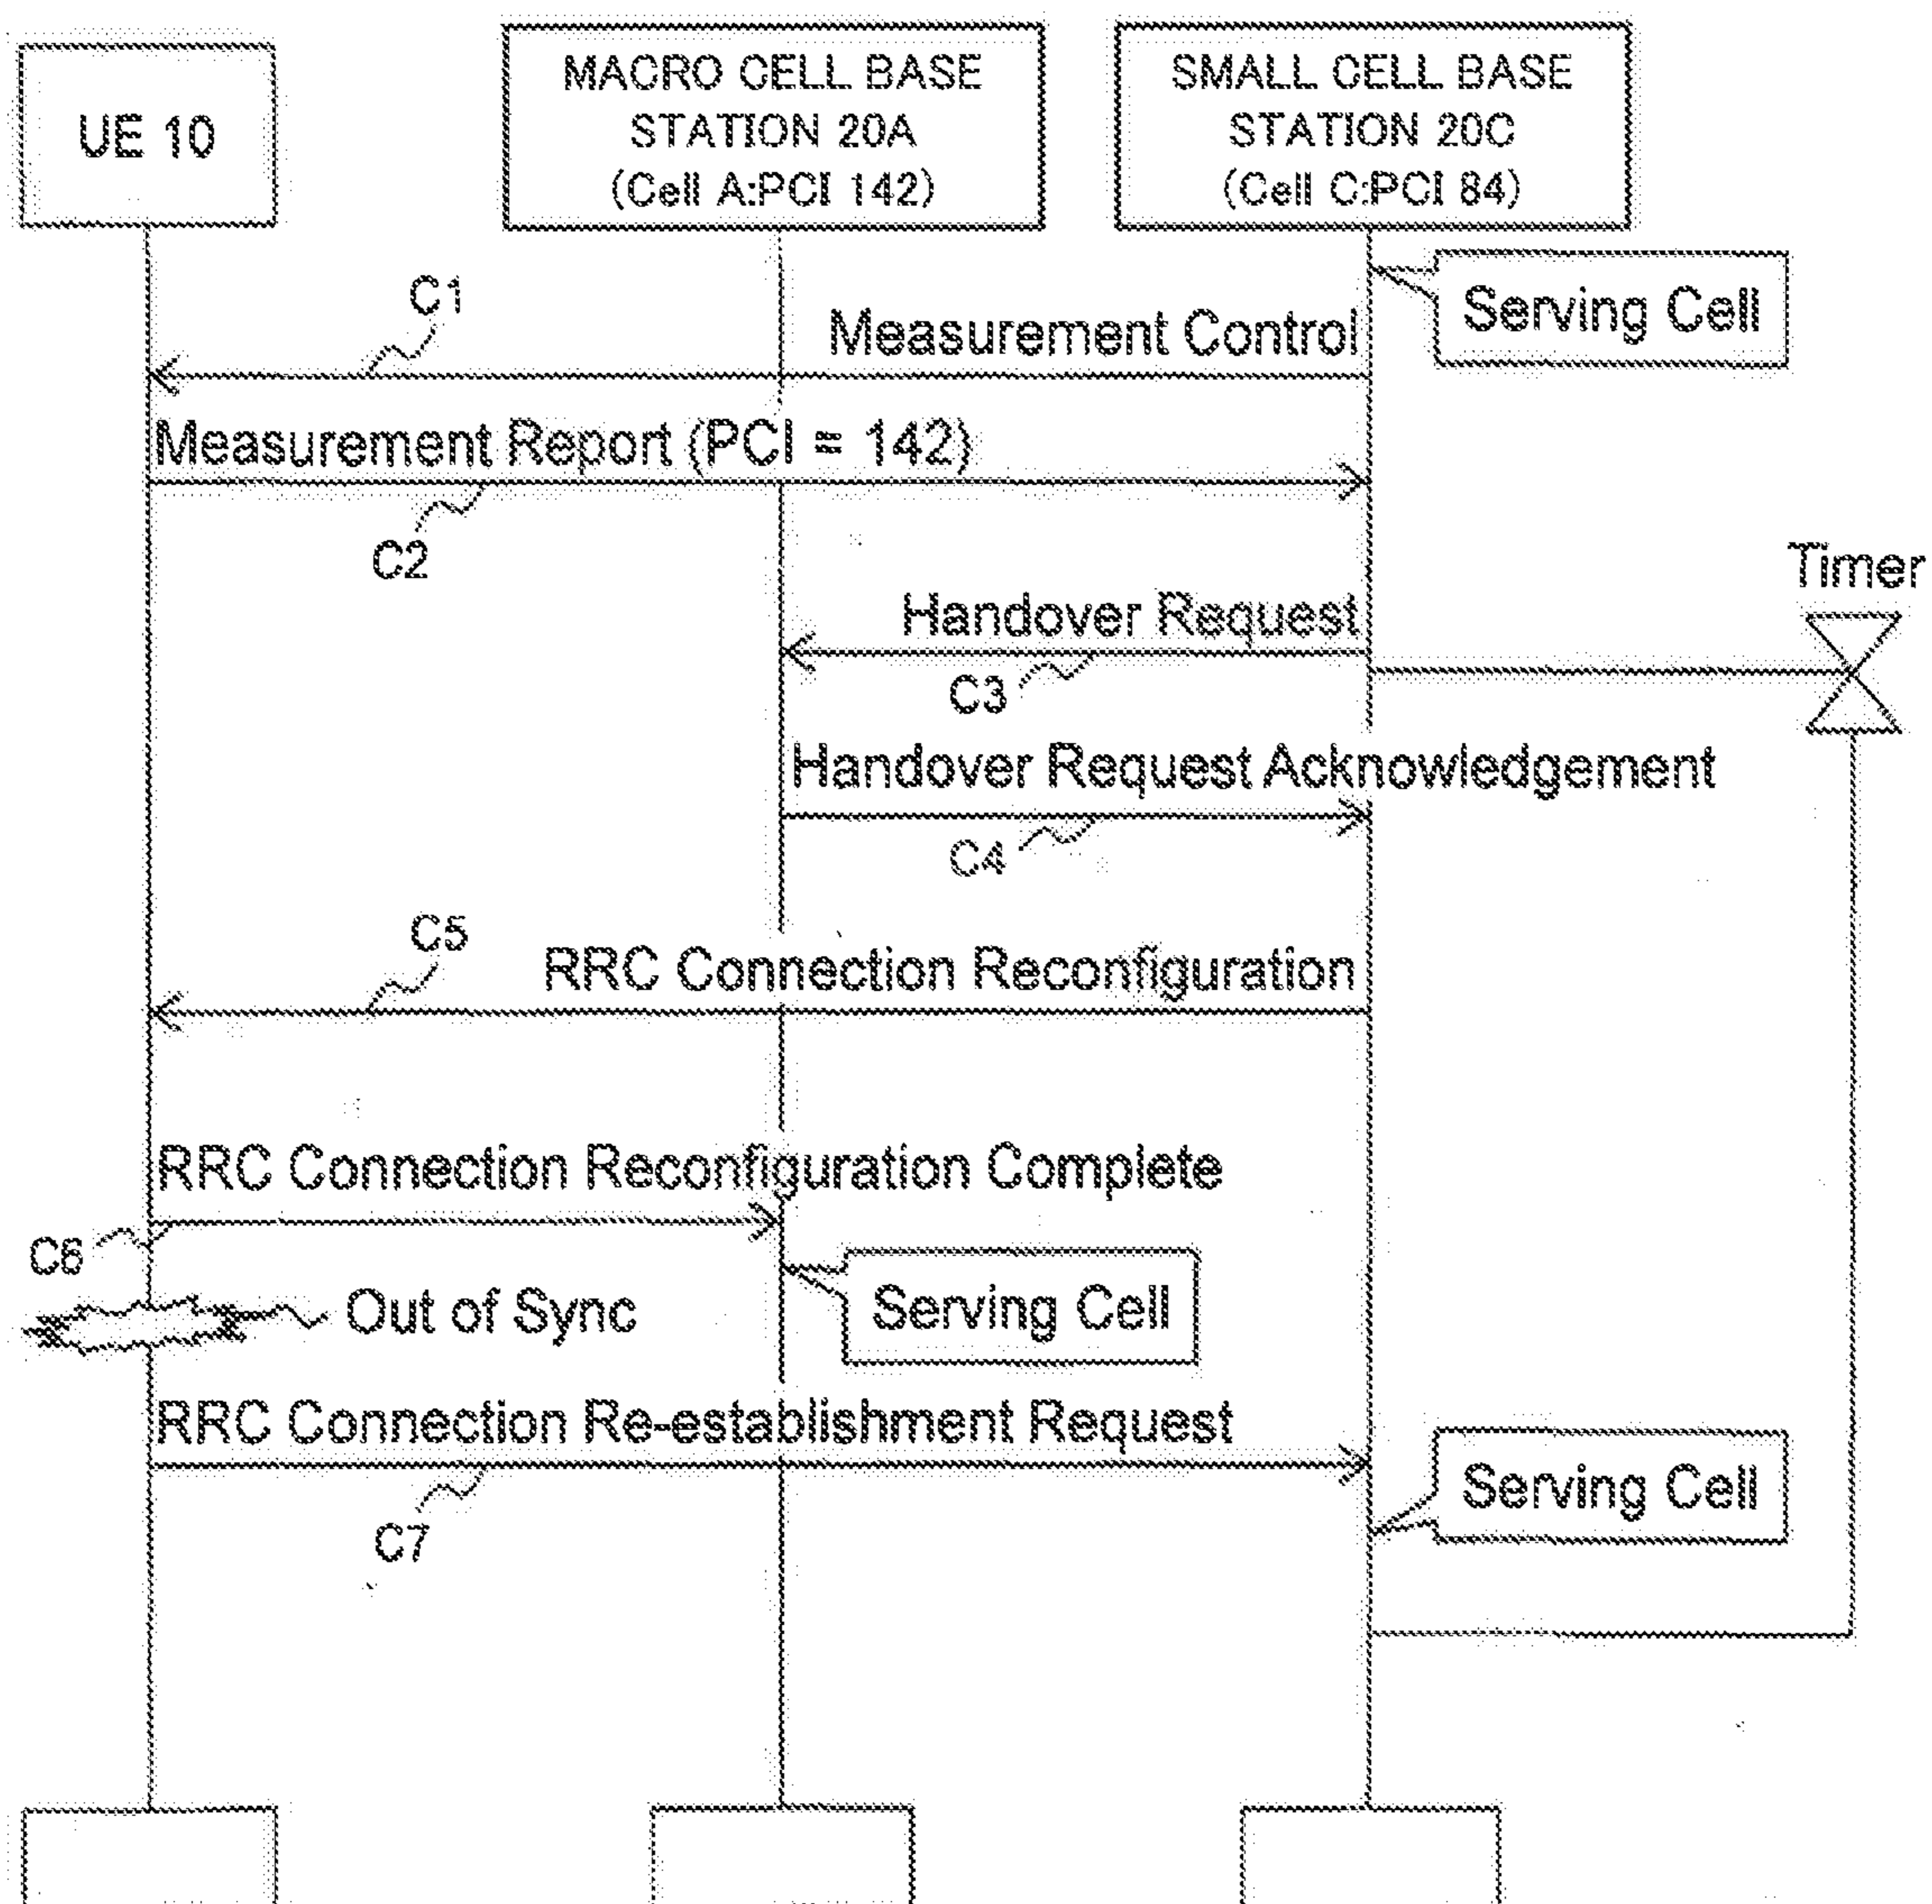 UE 10
MACRO CELL BASE
STATION 20A
(Cell A:PCI 142)
SMALL CELL BASE
STATION 20C
(Cell C:PCI 84)
Serving Cell
C1
Measurement Control
Measurement Report (PCI = 142)
C2
Timer
Handover Request
C3
Handover Request Acknowledgement
C4
C5
RRC Connection Reconfiguration
RRC Connection Reconfiguration Complete
C6
Out of Sync
Serving Cell
RRC Connection Re-establishment Request
C7
Serving Cell